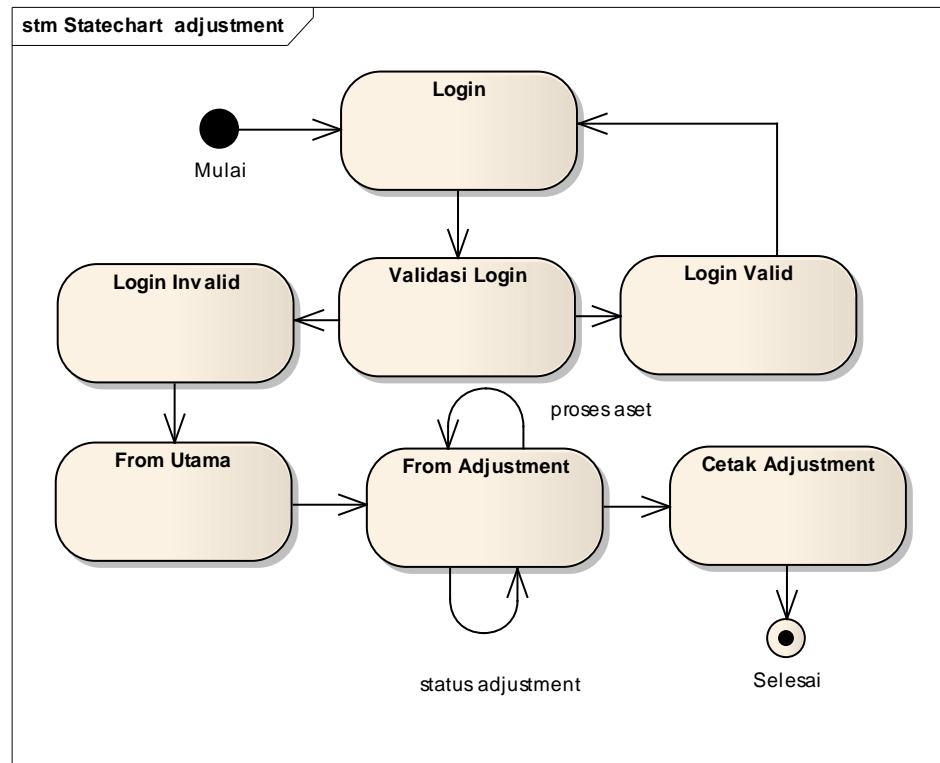 stm Statechart adjustment
Login
Mulai
Login Invalid
Validasi Login
Login Valid
proses aset
From Utama
From Adjustment
Cetak Adjustment
status adjustment
Selesai